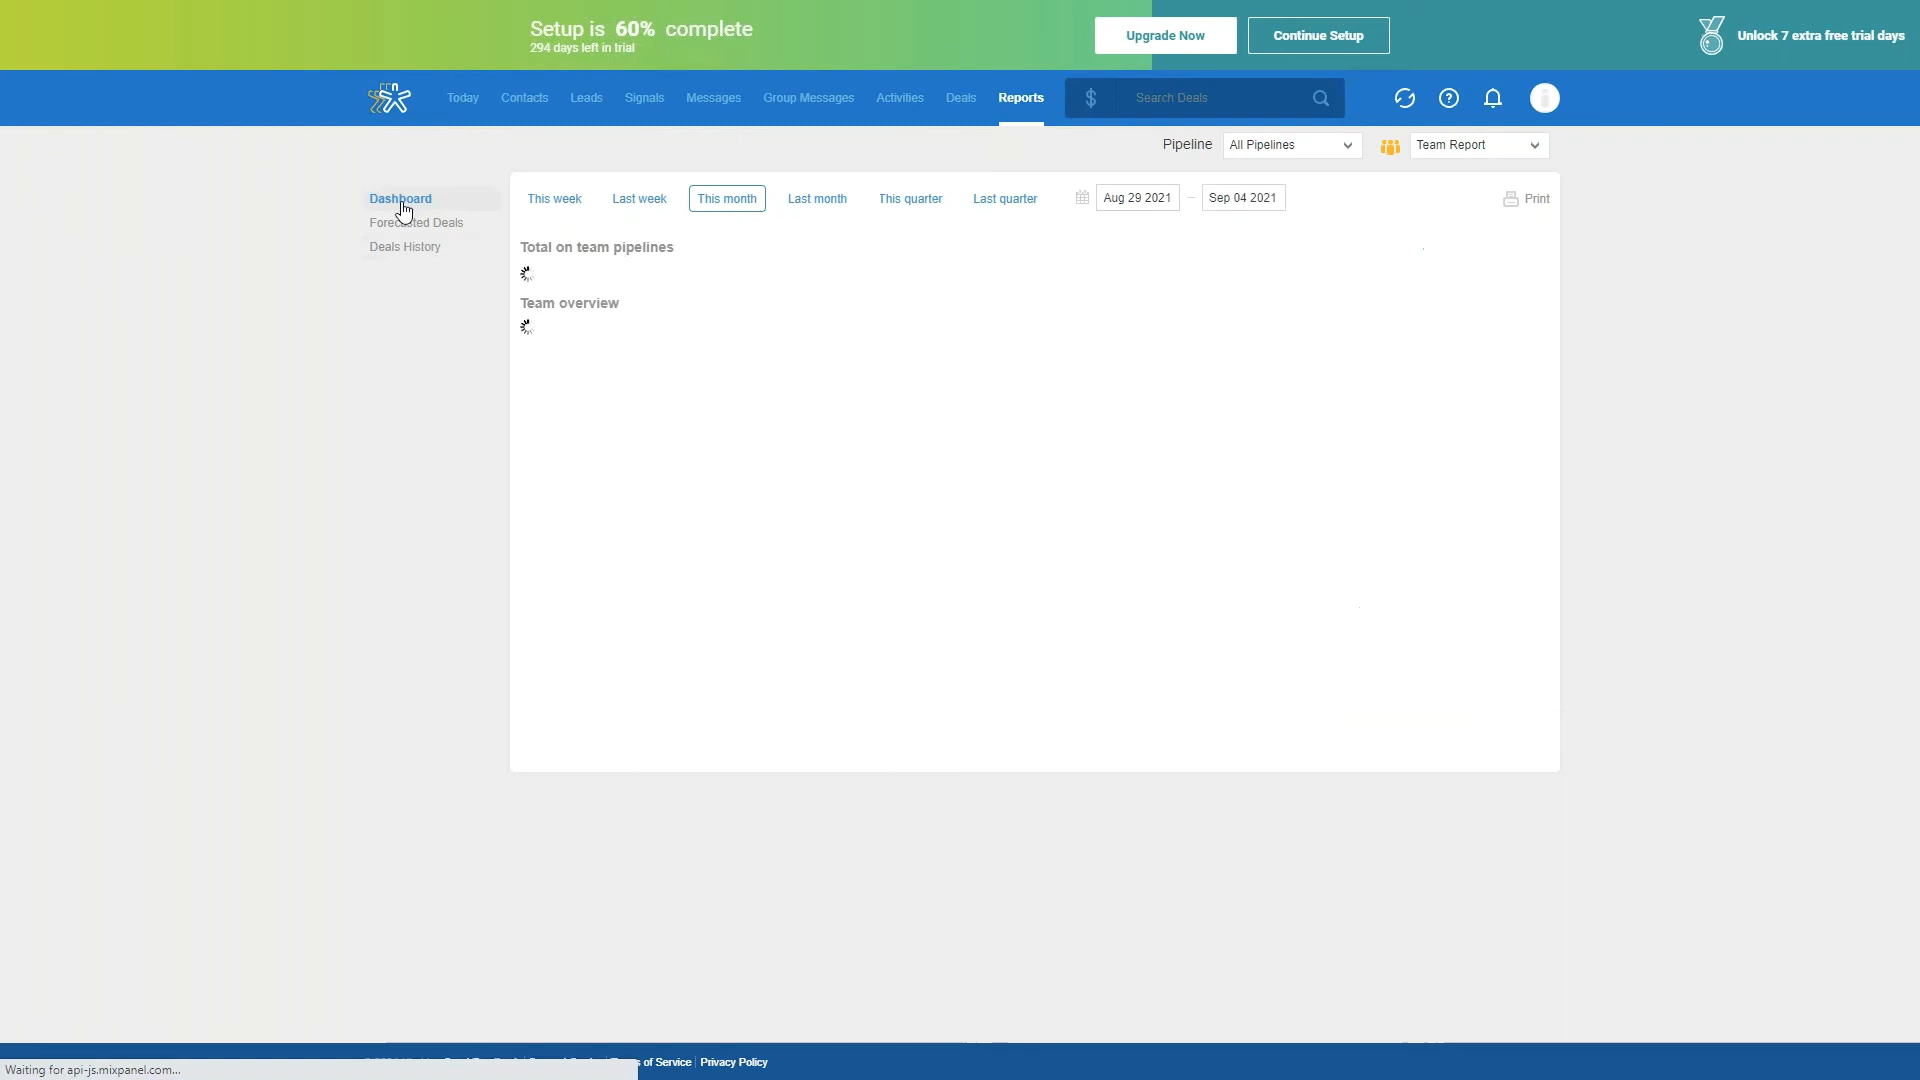 Setup is 60% complete
294 days left in trial
Upgrade Now
Continue Setup
Unlock 7 extra free trial days
Today Contacts Leads Signals Messages Group Messages Activities Deals Reports
$ Search Deals
Pipeline All Pipelines Team Report
Dashboard
Forecasted Deals
Deals History
This week Last week This month Last month This quarter Last quarter Aug 29 2021 – Sep 04 2021 Print
Total on team pipelines
Team overview
of Service | Privacy Policy
Waiting for api-js.mixpanel.com...